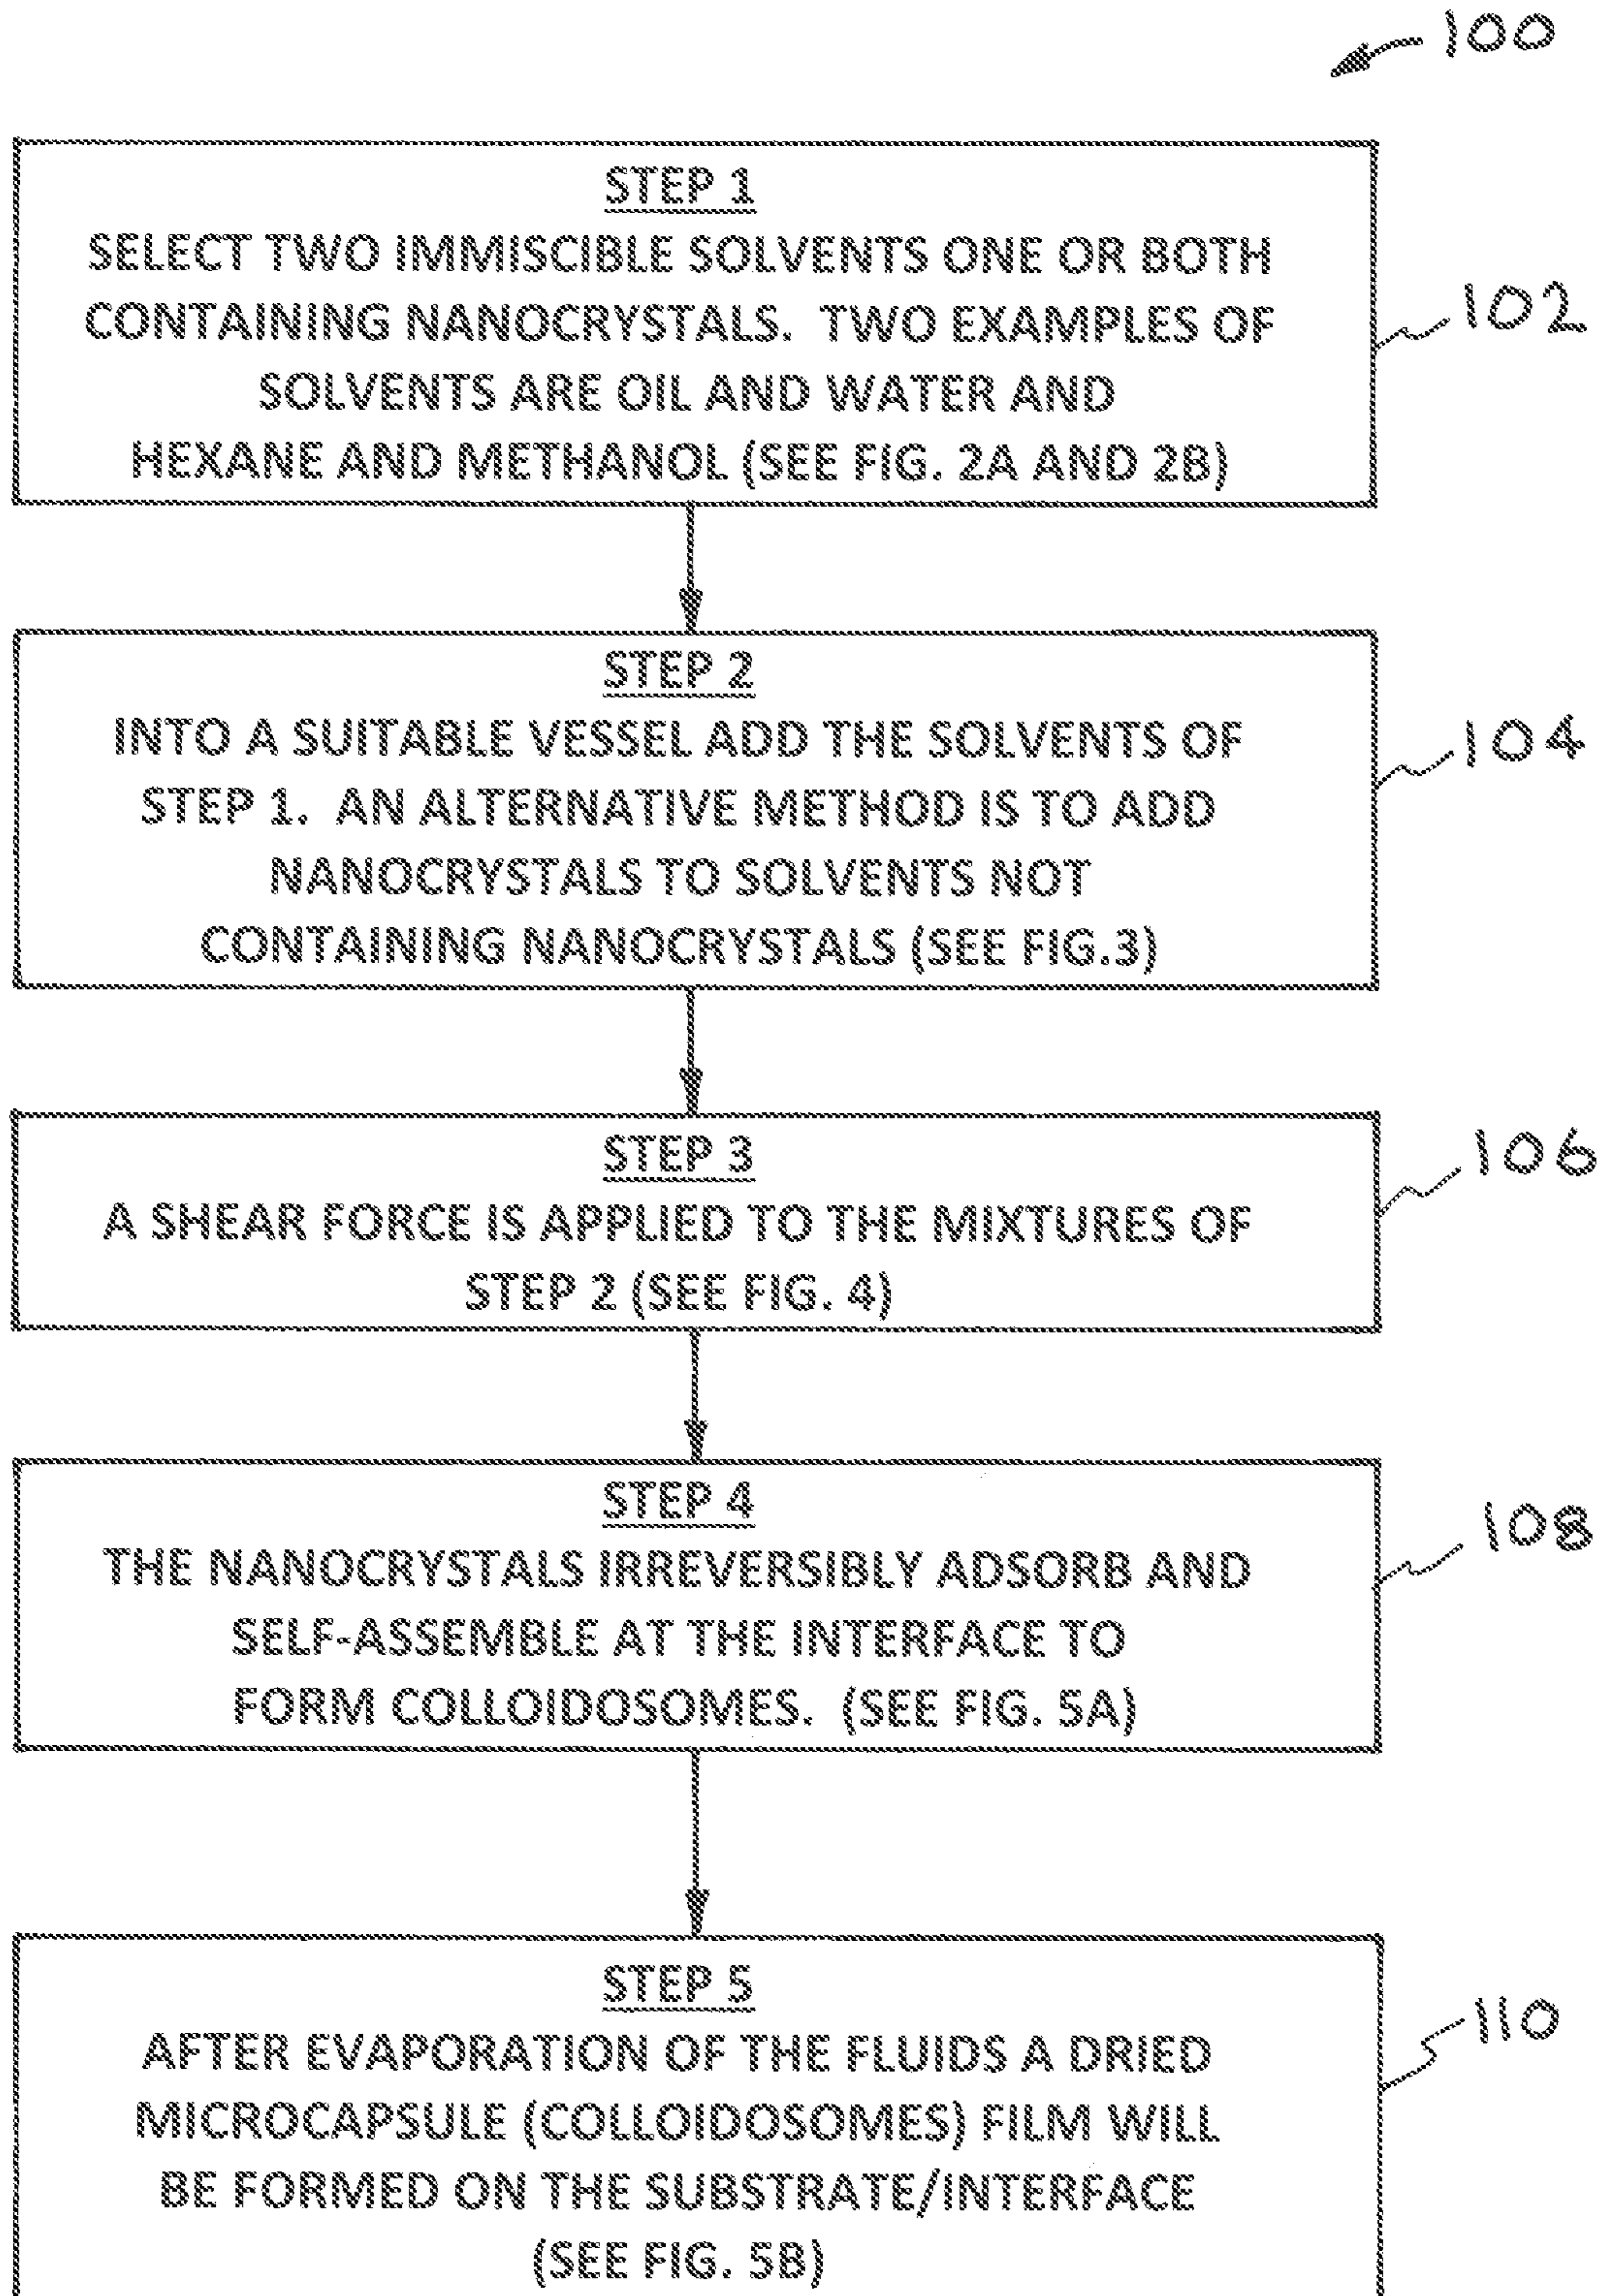 100
STEP 1
SELECT TWO IMMISCIBLE SOLVENTS ONE OR BOTH
CONTAINING NANOCRYSTALS. TWO EXAMPLES OF
SOLVENTS ARE OIL AND WATER AND
HEXANE AND METHANOL (SEE FIG. 2A AND 2B)
102
STEP 2
INTO A SUITABLE VESSEL ADD THE SOLVENTS OF
STEP 1. AN ALTERNATIVE METHOD IS TO ADD
NANOCRYSTALS TO SOLVENTS NOT
CONTAINING NANOCRYSTALS (SEE FIG.3)
104
STEP 3
A SHEAR FORCE IS APPLIED TO THE MIXTURES OF
STEP 2 (SEE FIG. 4)
106
STEP 4
THE NANOCRYSTALS IRREVERSIBLY ADSORB AND
SELF-ASSEMBLE AT THE INTERFACE TO
FORM COLLOIDOSOMES. (SEE FIG. 5A)
108
STEP 5
AFTER EVAPORATION OF THE FLUIDS A DRIED
MICROCAPSULE (COLLOIDOSOMES) FILM WILL
BE FORMED ON THE SUBSTRATE/INTERFACE
(SEE FIG. 5B)
110